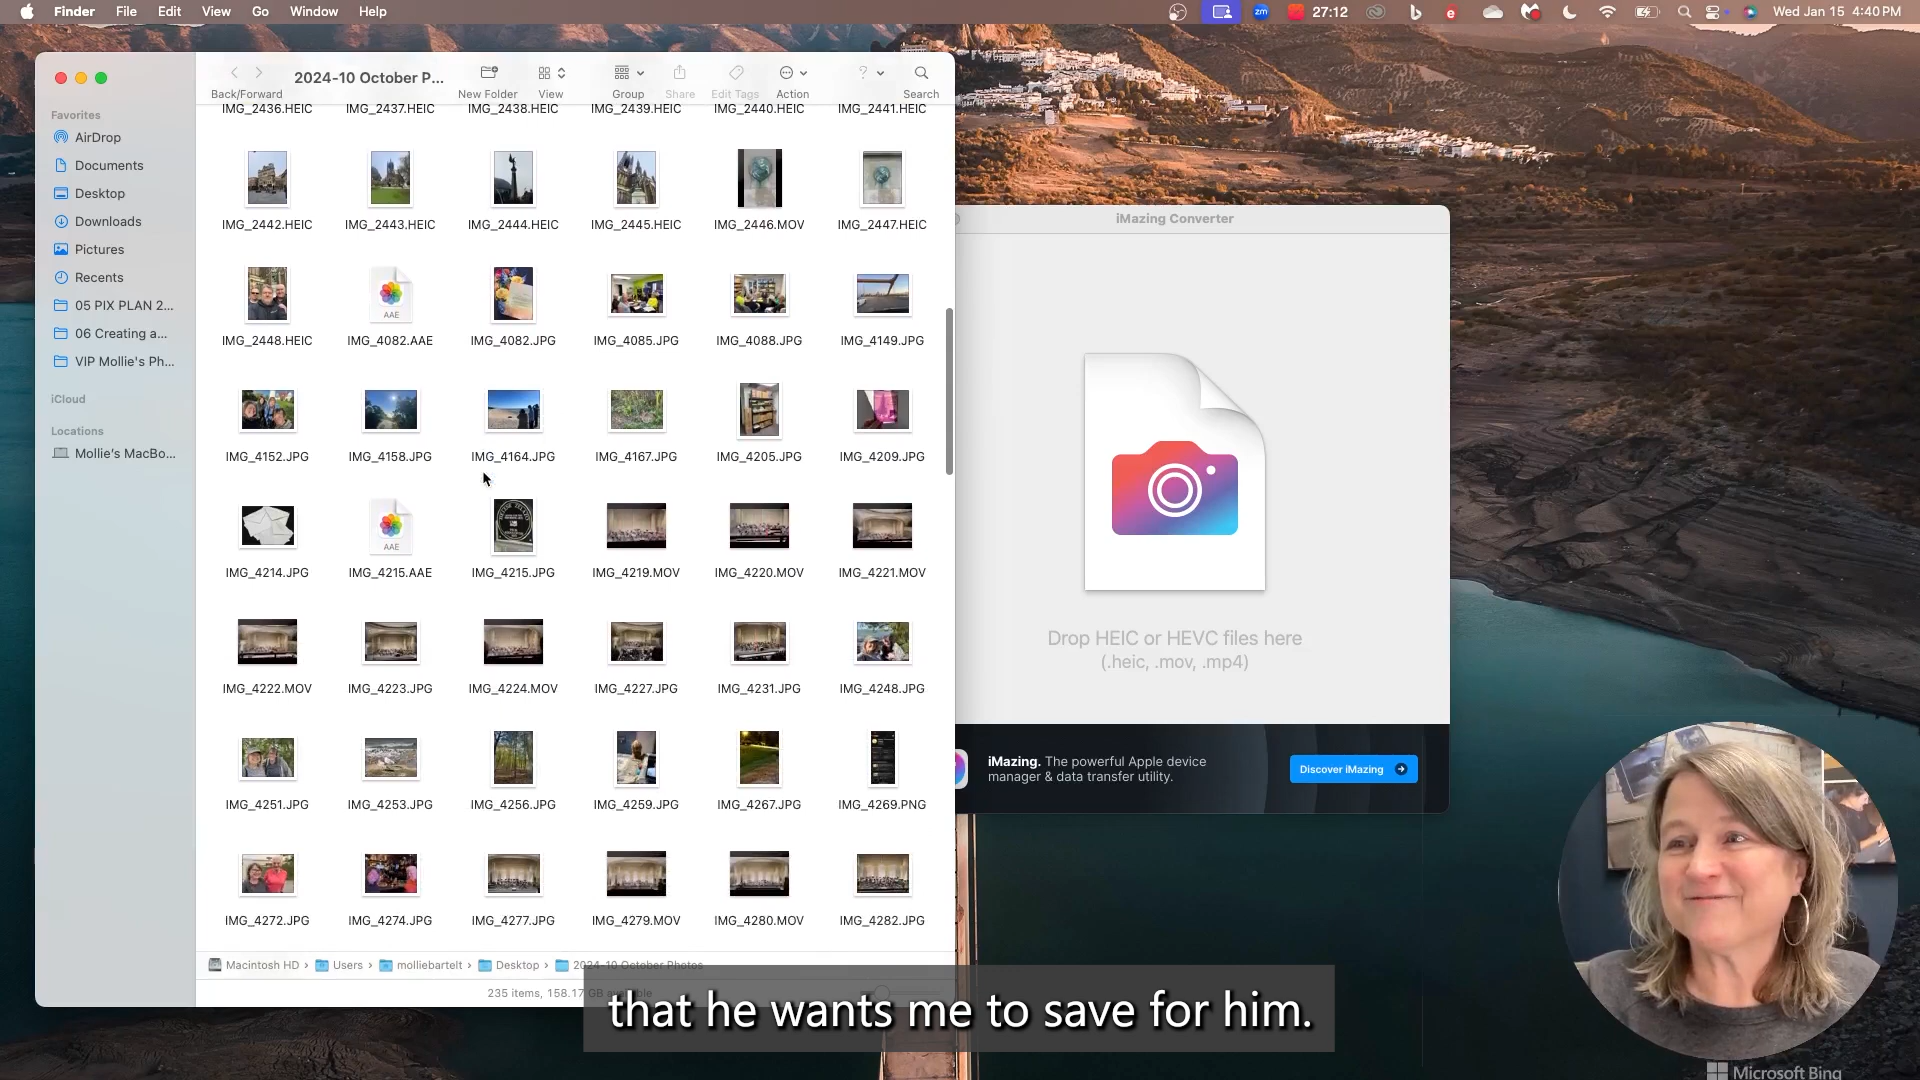 Finder File Edit View Go Window Help
zm 27:12 Wed Jan 15 4:40 PM
2024-10 October P...
Back/Forward New Folder View Group Share Edit Tags Action Search
Favorites
AirDrop
Documents
Desktop
Downloads
Pictures
Recents
05 PIX PLAN 2...
06 Creating a...
VIP Mollie's Ph...
iCloud
Locations
Mollie's MacBo...
IMG_2436.HEIC IMG_2437.HEIC IMG_2438.HEIC IMG_2439.HEIC IMG_2440.HEIC IMG_2441.HEIC
IMG_2442.HEIC IMG_2443.HEIC IMG_2444.HEIC IMG_2445.HEIC IMG_2446.MOV IMG_2447.HEIC
AAE
IMG_2448.HEIC IMG_4082.AAE IMG_4082.JPG IMG_4085.JPG IMG_4088.JPG IMG_4149.JPG
IMG_4152.JPG IMG_4158.JPG IMG_4164.JPG IMG_4167.JPG IMG_4205.JPG IMG_4209.JPG
AAE
IMG_4214.JPG IMG_4215.AAE IMG_4215.JPG IMG_4219.MOV IMG_4220.MOV IMG_4221.MOV
IMG_4222.MOV IMG_4223.JPG IMG_4224.MOV IMG_4227.JPG IMG_4231.JPG IMG_4248.JPG
IMG_4251.JPG IMG_4253.JPG IMG_4256.JPG IMG_4259.JPG IMG_4267.JPG IMG_4269.PNG
IMG_4272.JPG IMG_4274.JPG IMG_4277.JPG IMG_4279.MOV IMG_4280.MOV IMG_4282.JPG
Macintosh HD › Users › molliebartelt › Desktop › 2024-10 October Photos
235 items, 158.17 GB available
iMazing Converter
Drop HEIC or HEVC files here
(.heic, .mov, .mp4)
iMazing. The powerful Apple device
manager & data transfer utility.
Discover iMazing
that he wants me to save for him.
Microsoft Bing